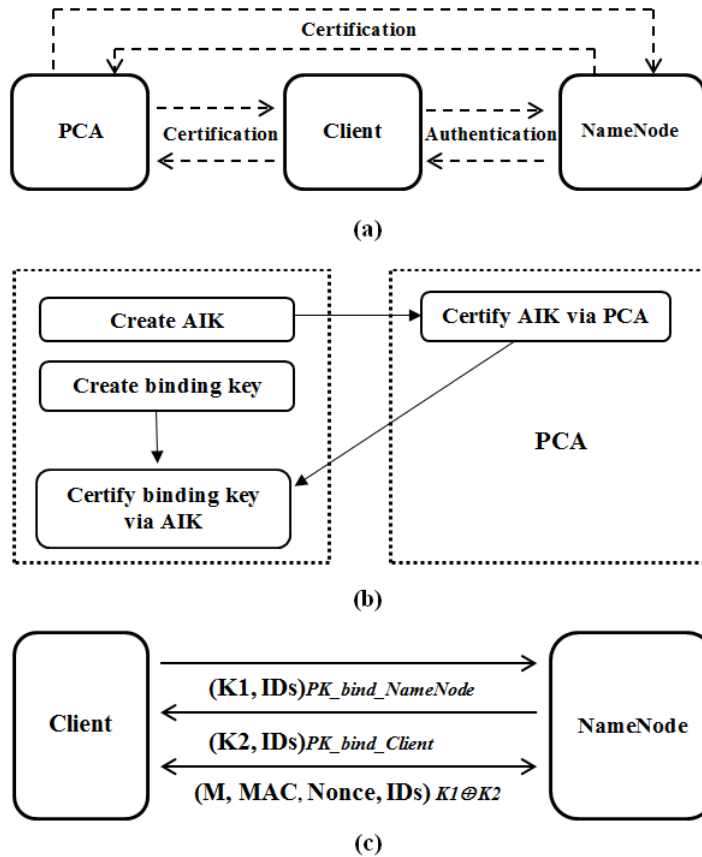 Certification
PCA
Certification
Client
Authentication
NameNode
(a)
Create AIK
Certify AIK via PCA
Create binding key
PCA
Certify binding key
via AIK
(b)
Client
(K1, IDs)PK_bind_NameNode
NameNode
(K2, IDs)PK_bind_Client
(M, MAC, Nonce, IDs) K1⊕K2
(c)